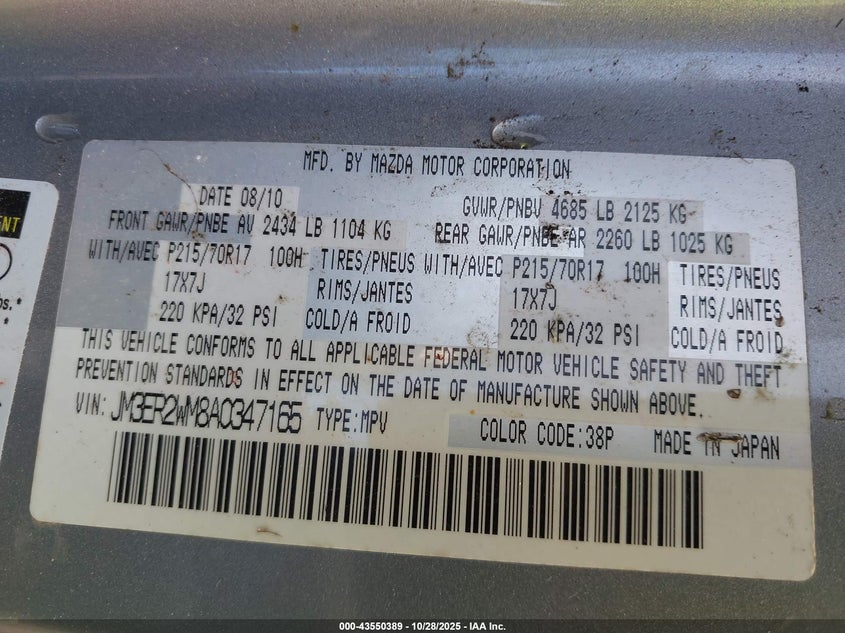 MFD. BY MAZDA MOTOR CORPORATION
DATE 08/10
GVWR/PNBV 4685 LB 2125 KG
FRONT GAWR/PNBE AV 2434 LB 1104 KG
REAR GAWR/PNBE AR 2260 LB 1025 KG
WITH/AVEC P215/70R17 100H TIRES/PNEUS WITH/AVEC P215/70R17 100H TIRES/PNEUS
17X7J RIMS/JANTES 17X7J RIMS/JANTES
220 KPA/32 PSI COLD/A FROID 220 KPA/32 PSI COLD/A FROID
THIS VEHICLE CONFORMS TO ALL APPLICABLE FEDERAL MOTOR VEHICLE SAFETY AND THEFT
PREVENTION STANDARDS IN EFFECT ON THE DATE OF MANUFACTURE SHOWN ABOVE.
VIN: JM3ER2WM8A0347165 TYPE:MPV
COLOR CODE:38P MADE IN JAPAN
000-43550389 - 10/28/2025 - IAA Inc.